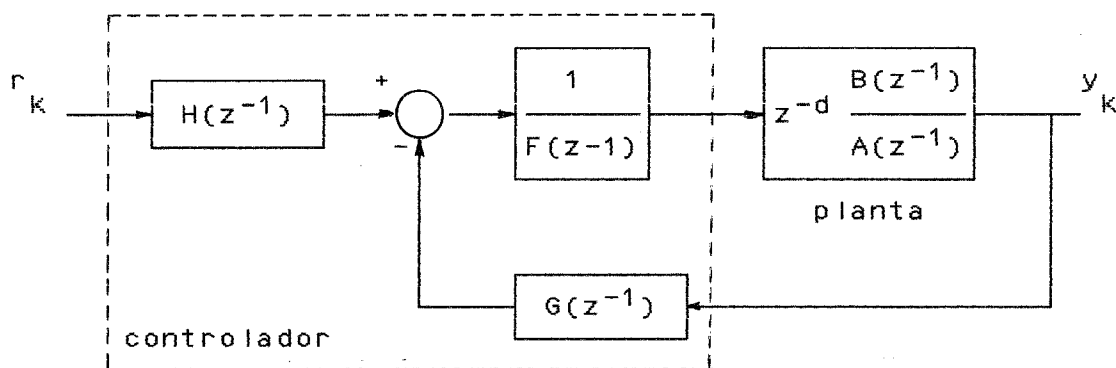 r k
H(z⁻¹)
+
-
1
F(z-1)
z⁻ᵈ
B(z⁻¹)
A(z⁻¹)
y k
planta
G(z⁻¹)
controlador